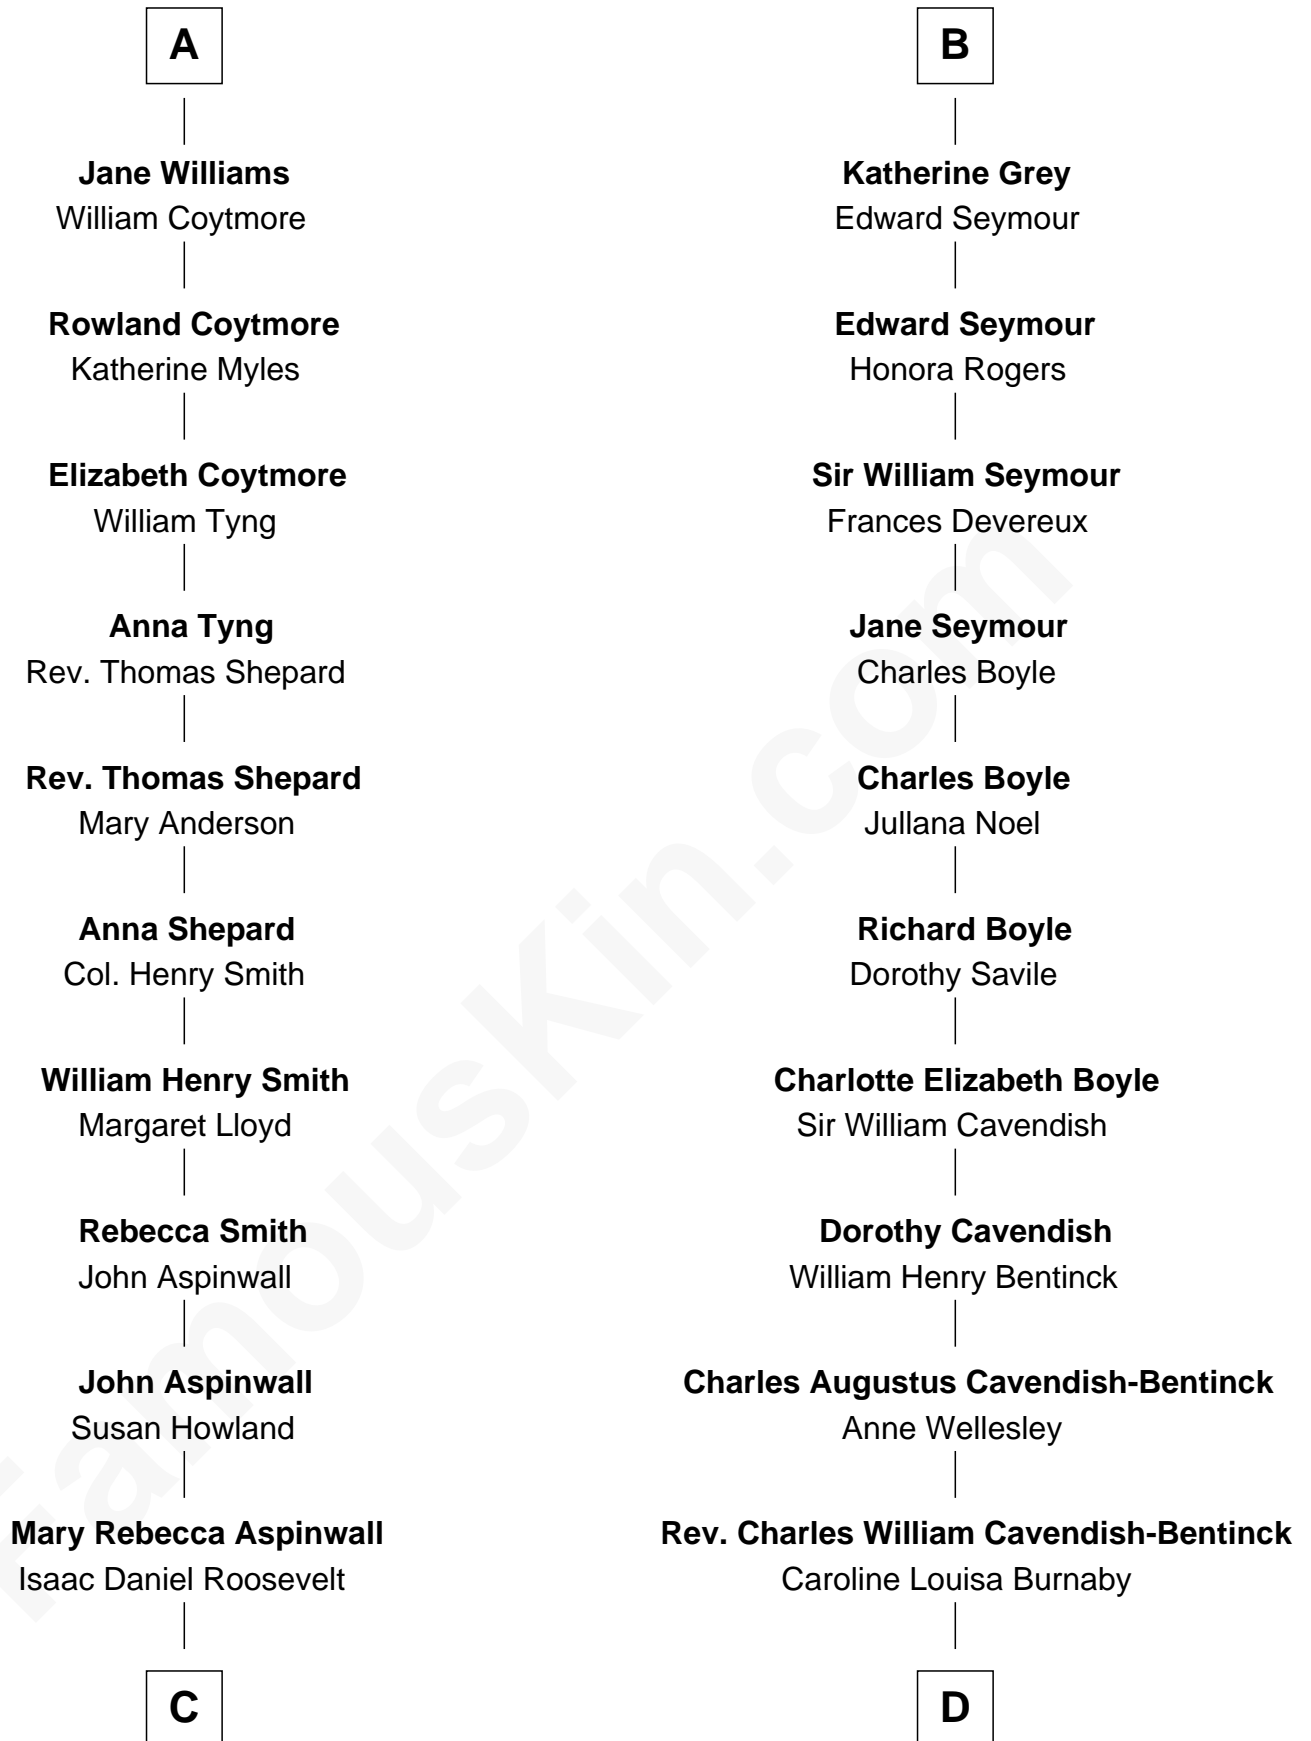 A
Jane Williams
William Coytmore
Rowland Coytmore
Katherine Myles
Elizabeth Coytmore
William Tyng
Anna Tyng
Rev. Thomas Shepard
Rev. Thomas Shepard
Mary Anderson
Anna Shepard
Col. Henry Smith
William Henry Smith
Margaret Lloyd
Rebecca Smith
John Aspinwall
John Aspinwall
Susan Howland
Mary Rebecca Aspinwall
Isaac Daniel Roosevelt
C
B
Katherine Grey
Edward Seymour
Edward Seymour
Honora Rogers
Sir William Seymour
Frances Devereux
Jane Seymour
Charles Boyle
Charles Boyle
Jullana Noel
Richard Boyle
Dorothy Savile
Charlotte Elizabeth Boyle
Sir William Cavendish
Dorothy Cavendish
William Henry Bentinck
Charles Augustus Cavendish-Bentinck
Anne Wellesley
Rev. Charles William Cavendish-Bentinck
Caroline Louisa Burnaby
D
FamousKin.com